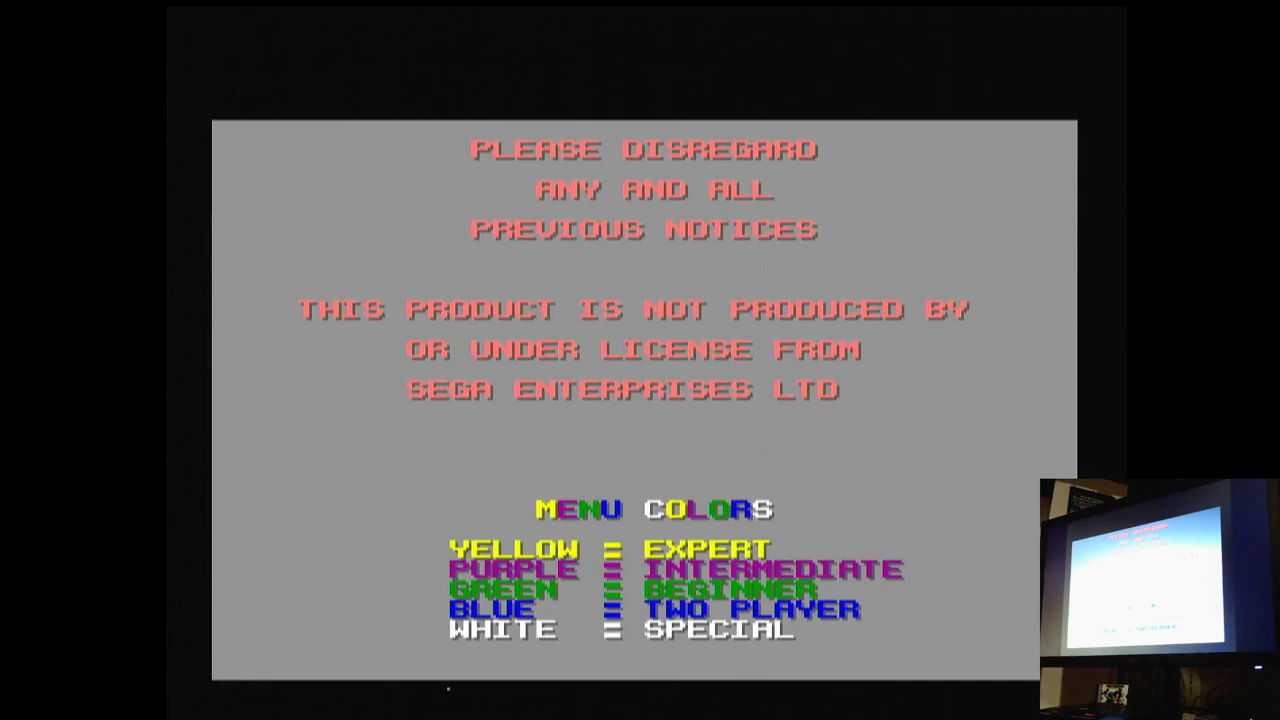 PLEASE DISREGARD
ANY AND ALL
PREVIOUS NOTICES
THIS PRODUCT IS NOT PRODUCED BY
OR UNDER LICENSE FROM
SEGA ENTERPRISES LTD
MENU COLORS
YELLOW = EXPERT
PURPLE = INTERMEDIATE
GREEN = BEGINNER
BLUE = TWO PLAYER
WHITE = SPECIAL